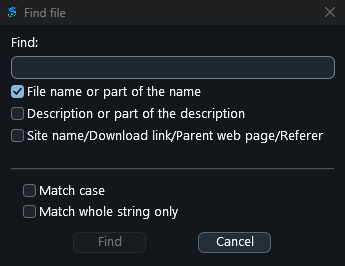 Find file
Find:
File name or part of the name
Description or part of the description
Site name/Download link/Parent web page/Referer
Match case
Match whole string only
Find
Cancel